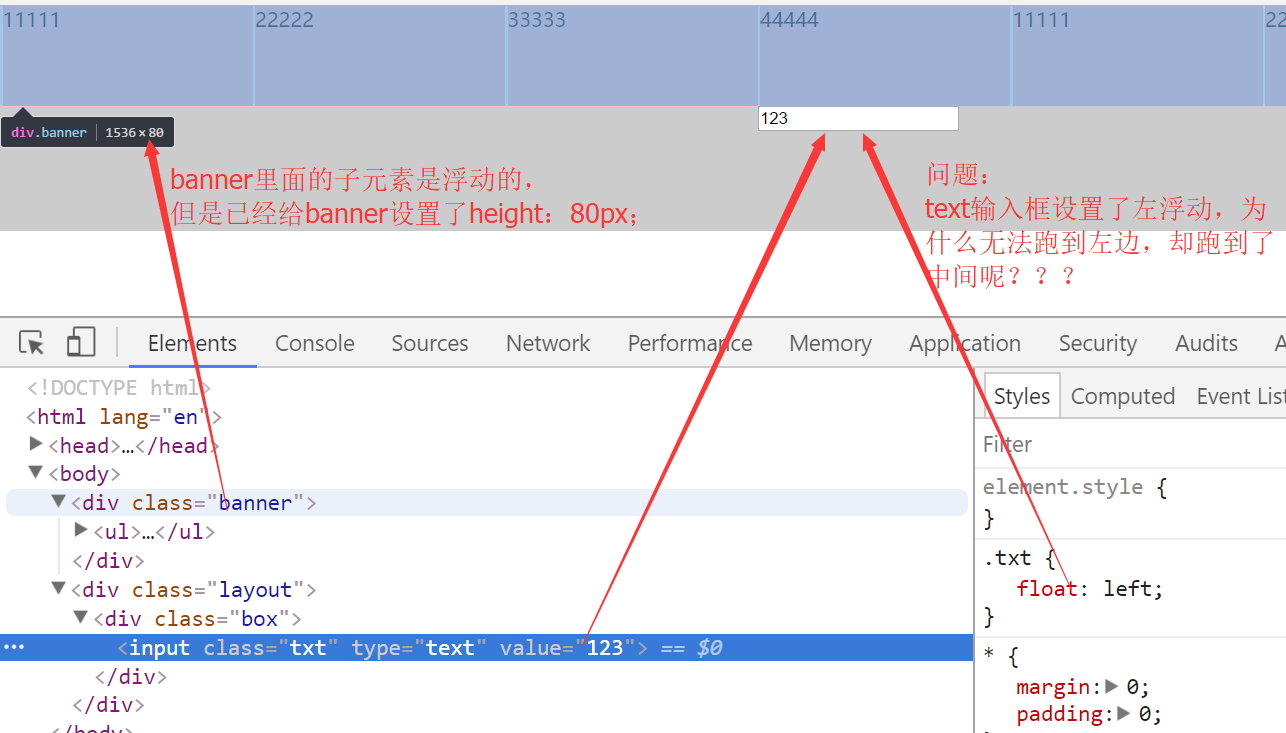 11111 22222 33333 44444 11111 22
123
div.banner 1536×80
banner里面的子元素是浮动的，
但是已经给banner设置了height：80px；
问题：
text输入框设置了左浮动，为
什么无法跑到左边，却跑到了
中间呢？？？
Elements Console Sources Network Performance Memory Application Security Audits A
<!DOCTYPE html>
<html lang="en">
<head>…</head>
<body>
<div class="banner">
<ul>…</ul>
</div>
<div class="layout">
<div class="box">
<input class="txt" type="text" value="123"> == $0
</div>
</div>
</body>
Styles Computed Event List
Filter
element.style {
}
.txt {
float: left;
}
* {
margin: 0;
padding: 0;